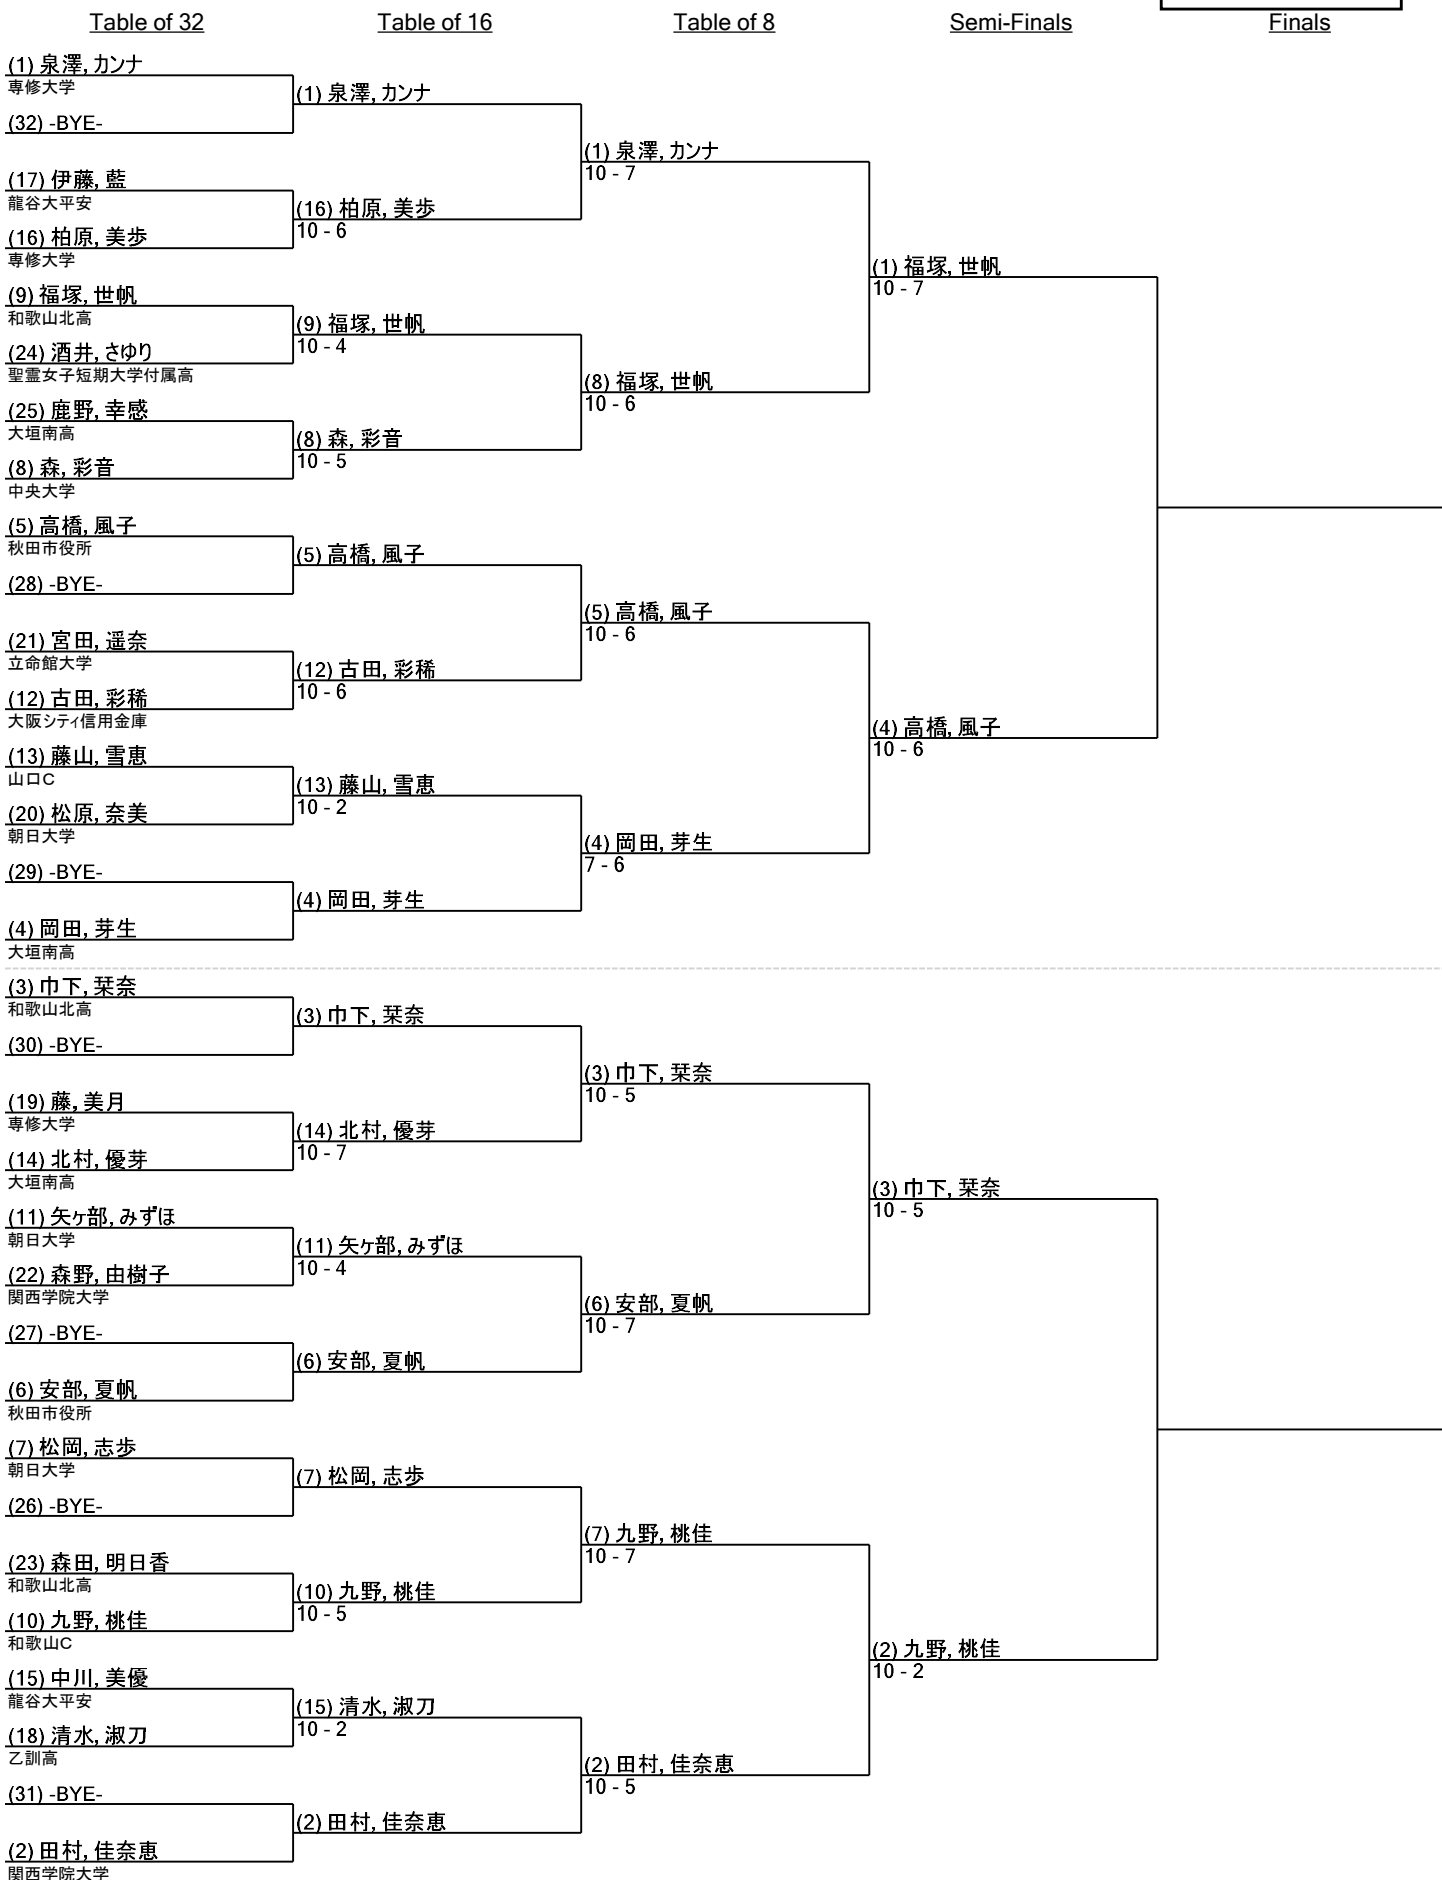 Table of 32 Table of 16 Table of 8 Semi-Finals Finals
(1) 泉澤, カンナ
専修大学
(32) -BYE-
(17) 伊藤, 藍
龍谷大平安
(16) 柏原, 美歩
専修大学
(9) 福塚, 世帆
和歌山北高
(24) 酒井, さゆり
聖霊女子短期大学付属高
(25) 鹿野, 幸感
大垣南高
(8) 森, 彩音
中央大学
(5) 高橋, 風子
秋田市役所
(28) -BYE-
(21) 宮田, 遥奈
立命館大学
(12) 古田, 彩稀
大阪シティ信用金庫
(13) 藤山, 雪恵
山口C
(20) 松原, 奈美
朝日大学
(29) -BYE-
(4) 岡田, 芽生
大垣南高
(3) 巾下, 栞奈
和歌山北高
(30) -BYE-
(19) 藤, 美月
専修大学
(14) 北村, 優芽
大垣南高
(11) 矢ヶ部, みずほ
朝日大学
(22) 森野, 由樹子
関西学院大学
(27) -BYE-
(6) 安部, 夏帆
秋田市役所
(7) 松岡, 志歩
朝日大学
(26) -BYE-
(23) 森田, 明日香
和歌山北高
(10) 九野, 桃佳
和歌山C
(15) 中川, 美優
龍谷大平安
(18) 清水, 淑刀
乙訓高
(31) -BYE-
(2) 田村, 佳奈恵
関西学院大学
(1) 泉澤, カンナ
(16) 柏原, 美歩
10 - 6
(9) 福塚, 世帆
10 - 4
(8) 森, 彩音
10 - 5
(5) 高橋, 風子
(12) 古田, 彩稀
10 - 6
(13) 藤山, 雪恵
10 - 2
(4) 岡田, 芽生
(3) 巾下, 栞奈
(14) 北村, 優芽
10 - 7
(11) 矢ヶ部, みずほ
10 - 4
(6) 安部, 夏帆
(7) 松岡, 志歩
(10) 九野, 桃佳
10 - 5
(15) 清水, 淑刀
10 - 2
(2) 田村, 佳奈恵
(1) 泉澤, カンナ
10 - 7
(8) 福塚, 世帆
10 - 6
(5) 高橋, 風子
10 - 6
(4) 岡田, 芽生
7 - 6
(3) 巾下, 栞奈
10 - 5
(6) 安部, 夏帆
10 - 7
(7) 九野, 桃佳
10 - 7
(2) 田村, 佳奈恵
10 - 5
(1) 福塚, 世帆
10 - 7
(4) 高橋, 風子
10 - 6
(3) 巾下, 栞奈
10 - 5
(2) 九野, 桃佳
10 - 2